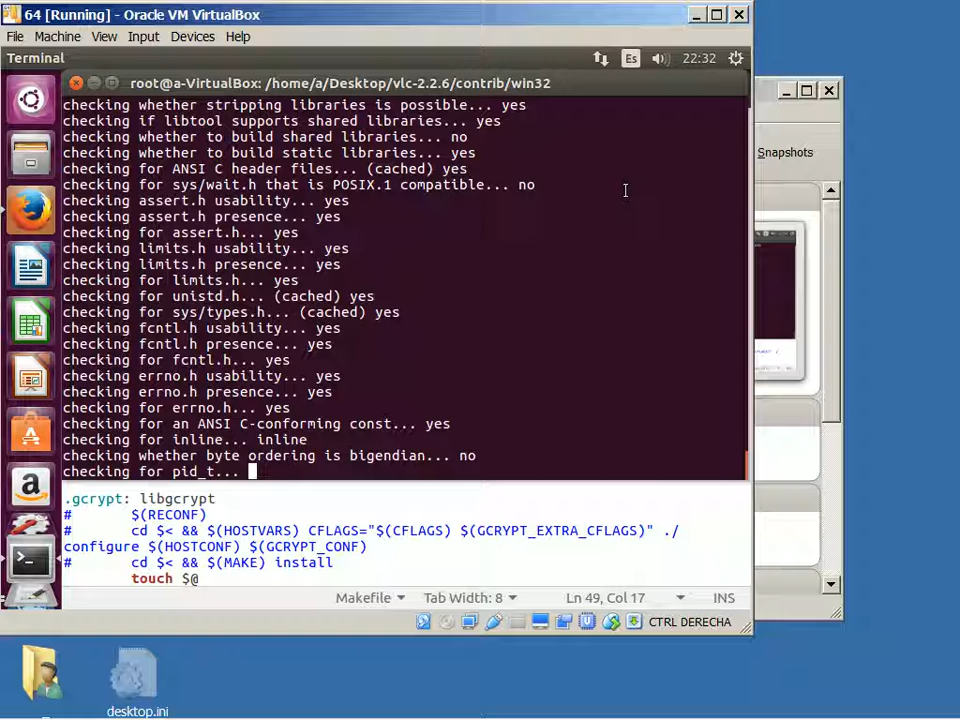 64 [Running] - Oracle VM VirtualBox
File Machine View Input Devices Help
Terminal
Es
22:32
root@a-VirtualBox: /home/a/Desktop/vlc-2.2.6/contrib/win32
checking whether stripping libraries is possible... yes
checking if libtool supports shared libraries... yes
checking whether to build shared libraries... no
checking whether to build static libraries... yes
checking for ANSI C header files... (cached) yes
checking for sys/wait.h that is POSIX.1 compatible... no
checking assert.h usability... yes
checking assert.h presence... yes
checking for assert.h... yes
checking limits.h usability... yes
checking limits.h presence... yes
checking for limits.h... yes
checking for unistd.h... (cached) yes
checking for sys/types.h... (cached) yes
checking fcntl.h usability... yes
checking fcntl.h presence... yes
checking for fcntl.h... yes
checking errno.h usability... yes
checking errno.h presence... yes
checking for errno.h... yes
checking for an ANSI C-conforming const... yes
checking for inline... inline
checking whether byte ordering is bigendian... no
checking for pid_t...
.gcrypt: libgcrypt
# $(RECONF)
# cd $< && $(HOSTVARS) CFLAGS="$(CFLAGS) $(GCRYPT_EXTRA_CFLAGS)" ./
configure $(HOSTCONF) $(GCRYPT_CONF)
# cd $< && $(MAKE) install
touch $@
Makefile Tab Width: 8 Ln 49, Col 17 INS
CTRL DERECHA
Snapshots
desktop.ini